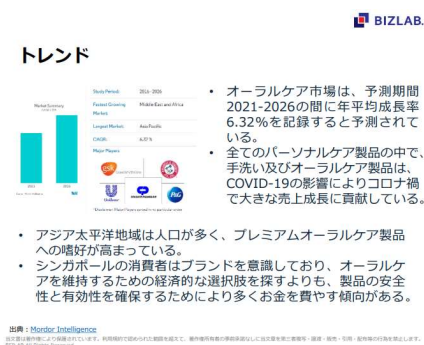 BIZLAB.
トレンド
Market Summary
Study Period: 2016-2026
Fastest Growing Market: Middle East and Africa
Largest Market: Asia Pacific
CAGR: 6.32 %
Major Players
gsk
Unilever
P&G
• オーラルケア市場は、予測期間
2021-2026の間に年平均成長率
6.32%を記録すると予測されて
いる。
• 全てのパーソナルケア製品の中で、
手洗い及びオーラルケア製品は、
COVID-19の影響によりコロナ禍
で大きな売上成長に貢献している。
• アジア太平洋地域は人口が多く、プレミアムオーラルケア製品
への嗜好が高まっている。
• シンガポールの消費者はブランドを意識しており、オーラルケ
アを維持するための経済的な選択肢を探すよりも、製品の安全
性と有効性を確保するためにより多くお金を費やす傾向がある。
出典：Mordor Intelligence